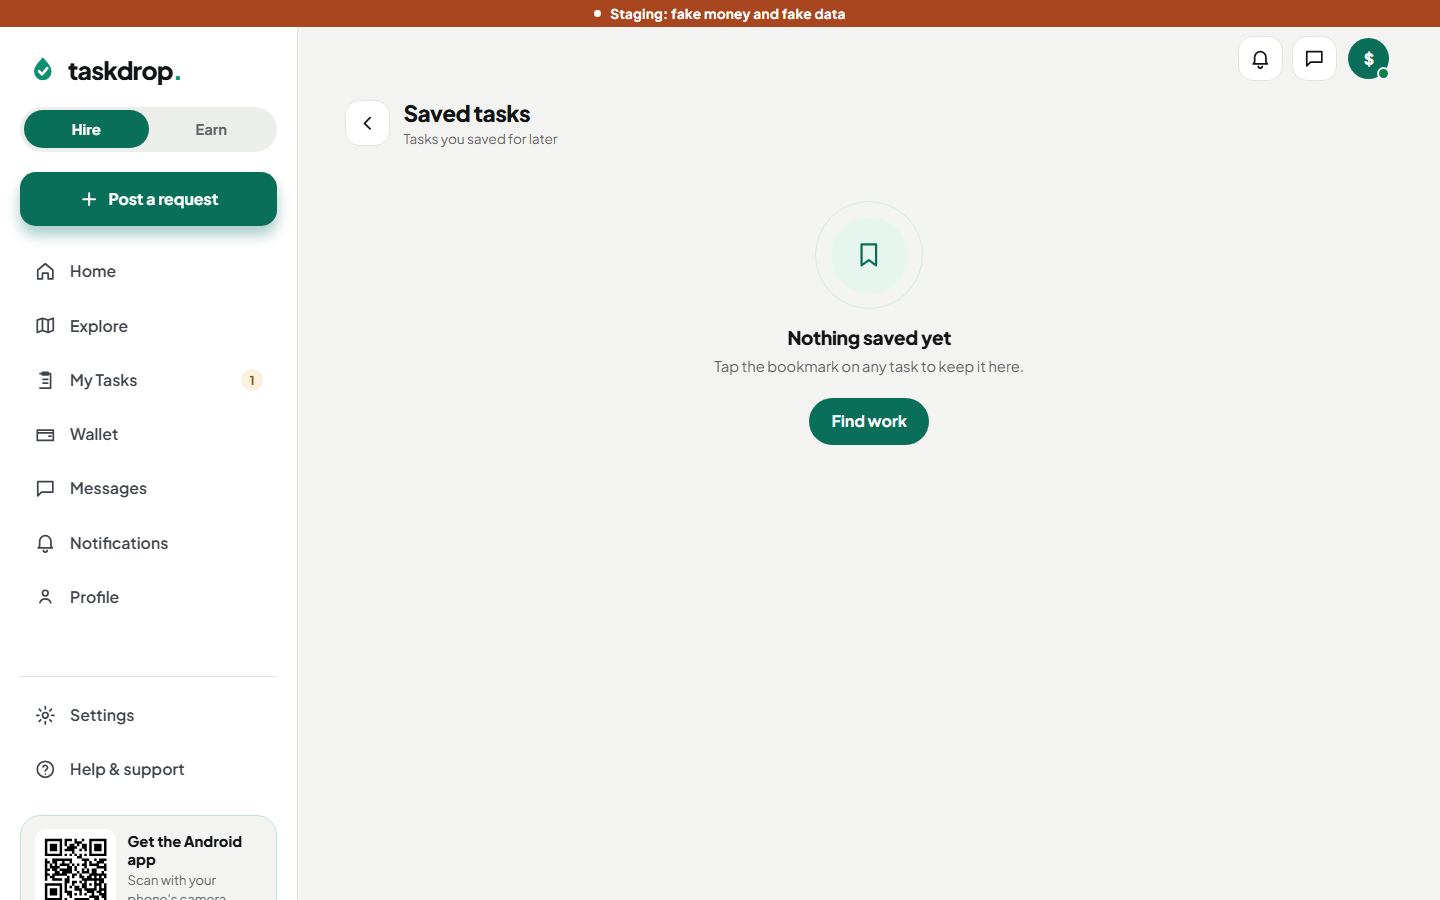 Staging: fake money and fake data
taskdrop.
Hire
Earn
Post a request
Home
Explore
My Tasks
1
Wallet
Messages
Notifications
Profile
Settings
Help & support
Get the Android
app
Scan with your
phone's camera
$
Saved tasks
Tasks you saved for later
Nothing saved yet
Tap the bookmark on any task to keep it here.
Find work